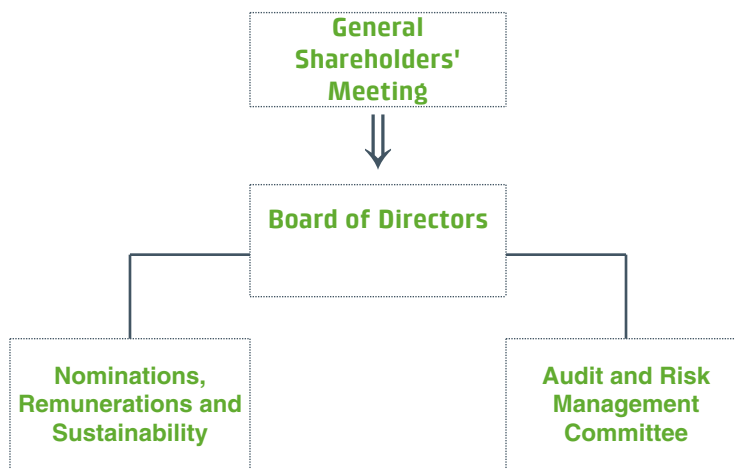 General
Shareholders'
Meeting
Board of Directors
Nominations,
Remunerations and
Sustainability
Audit and Risk
Management
Committee